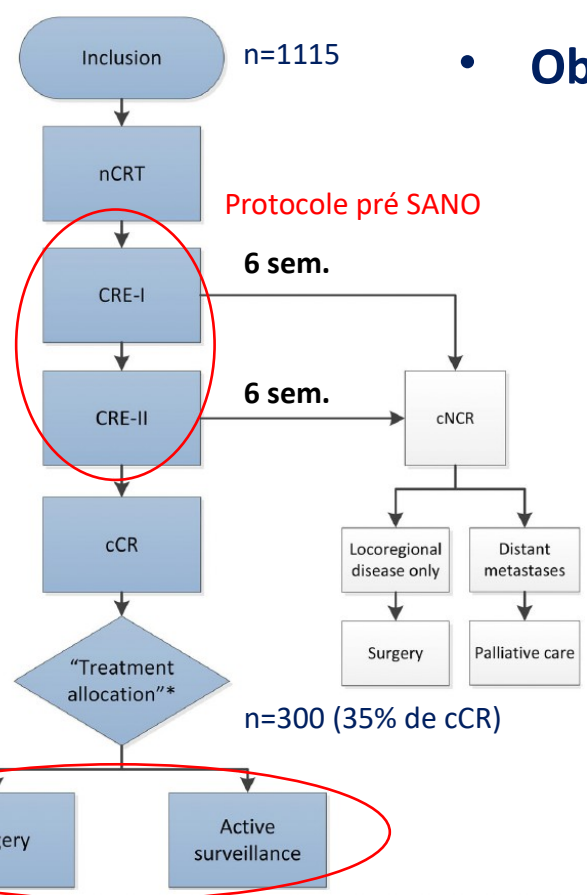 Inclusion
n=1115
• Ob
nCRT
Protocole pré SANO
6 sem.
CRE-I
6 sem.
CRE-II
cNCR
cCR
Locoregional
disease only
Distant
metastases
Surgery
Palliative care
“Treatment
allocation”*
n=300 (35% de cCR)
gery
Active
surveillance